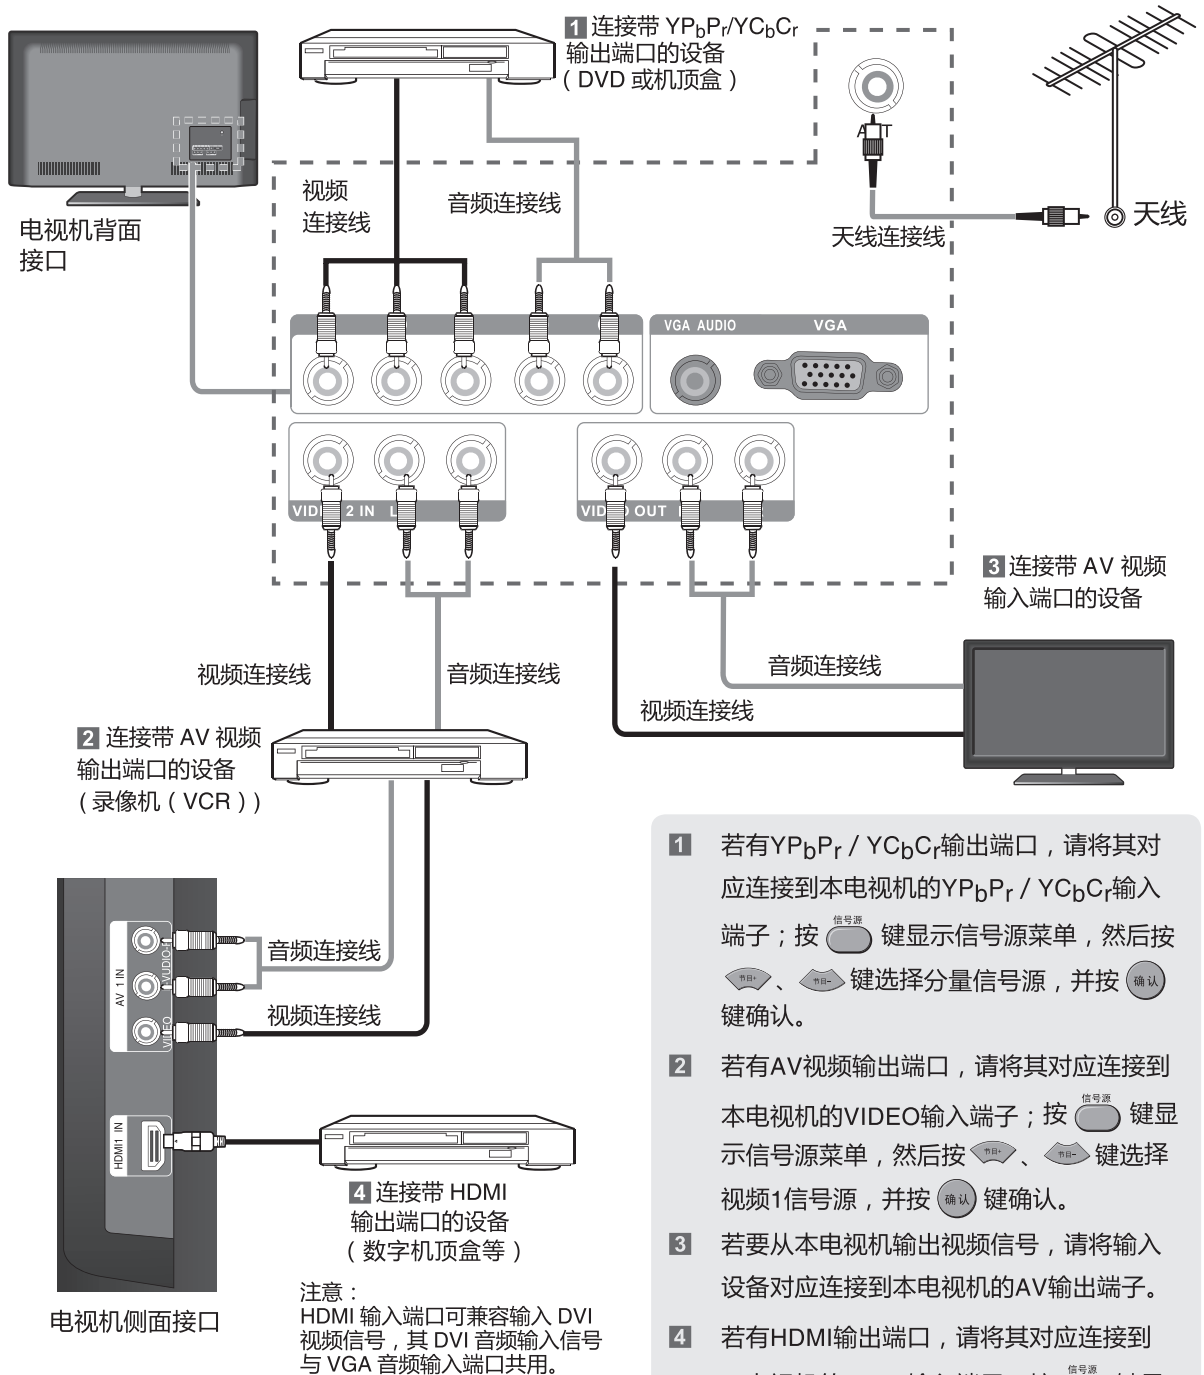 1 连接带 YPbPr/YCbCr
输出端口的设备
（DVD 或机顶盒）
电视机背面
接口
视频
连接线
音频连接线
天线连接线
天线
VGA AUDIO
VGA
2 IN
OUT
3 连接带 AV 视频
输入端口的设备
视频连接线
音频连接线
音频连接线
视频连接线
2 连接带 AV 视频
输出端口的设备
（录像机（VCR））
AV 1 IN
VIDEO
HDMI1 IN
音频连接线
视频连接线
4 连接带 HDMI
输出端口的设备
（数字机顶盒等）
电视机侧面接口
注意：
HDMI 输入端口可兼容输入 DVI
视频信号，其 DVI 音频输入信号
与 VGA 音频输入端口共用。
1 若有YPbPr / YCbCr输出端口，请将其对
应连接到本电视机的YPbPr / YCbCr输入
端子；按 信号源 键显示信号源菜单，然后按
节目+ 、 节目- 键选择分量信号源，并按 确认
键确认。
2 若有AV视频输出端口，请将其对应连接到
本电视机的VIDEO输入端子；按 信号源 键显
示信号源菜单，然后按 节目+ 、 节目- 键选择
视频1信号源，并按 确认 键确认。
3 若要从本电视机输出视频信号，请将输入
设备对应连接到本电视机的AV输出端子。
4 若有HDMI输出端口，请将其对应连接到
信号源